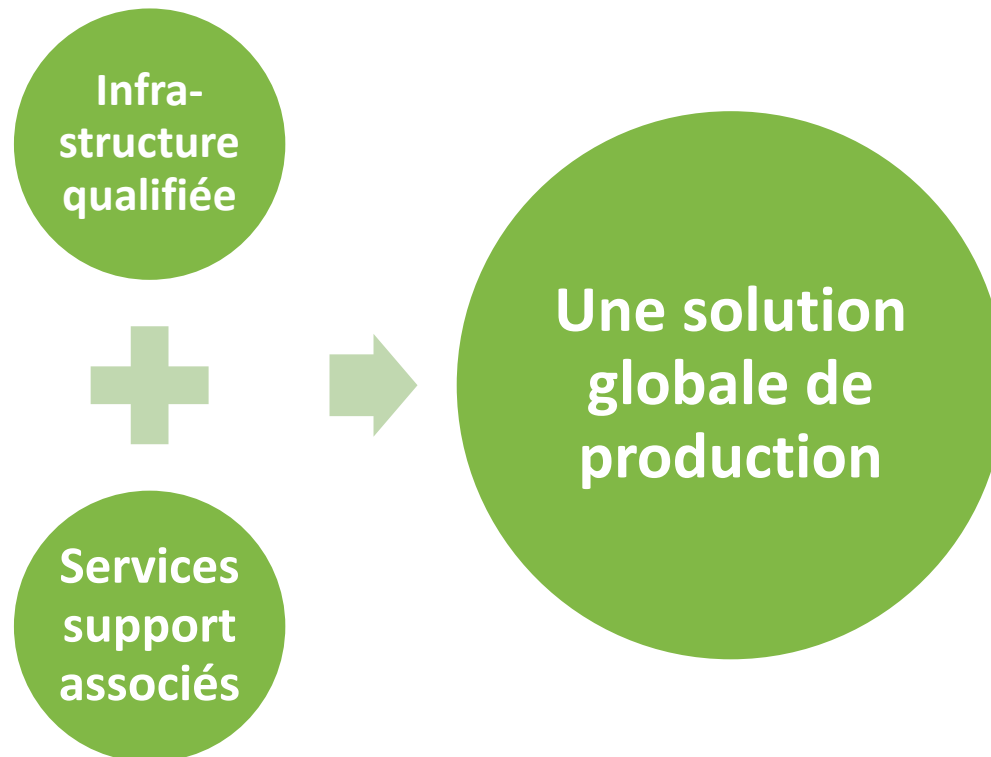 Infra-
structure
qualifiée
Services
support
associés
Une solution
globale de
production